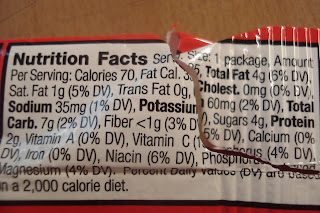 Nutrition Facts Serv. Size: 1 package, Amount
Per Serving: Calories 70, Fat Cal. 35, Total Fat 4g (6% DV),
Sat. Fat 1g (5% DV), Trans Fat 0g, Cholest. 0mg (0% DV),
Sodium 35mg (1% DV), Potassium 60mg (2% DV), Total
Carb. 7g (2% DV), Fiber <1g (3% DV), Sugars 4g, Protein
2g, Vitamin A (0% DV), Vitamin C (% DV), Calcium (0%
DV), Iron (0% DV), Niacin (6% DV), Phosphorus (4% DV),
Magnesium (4% DV). Percent Daily Values (DV) are based
on a 2,000 calorie diet.